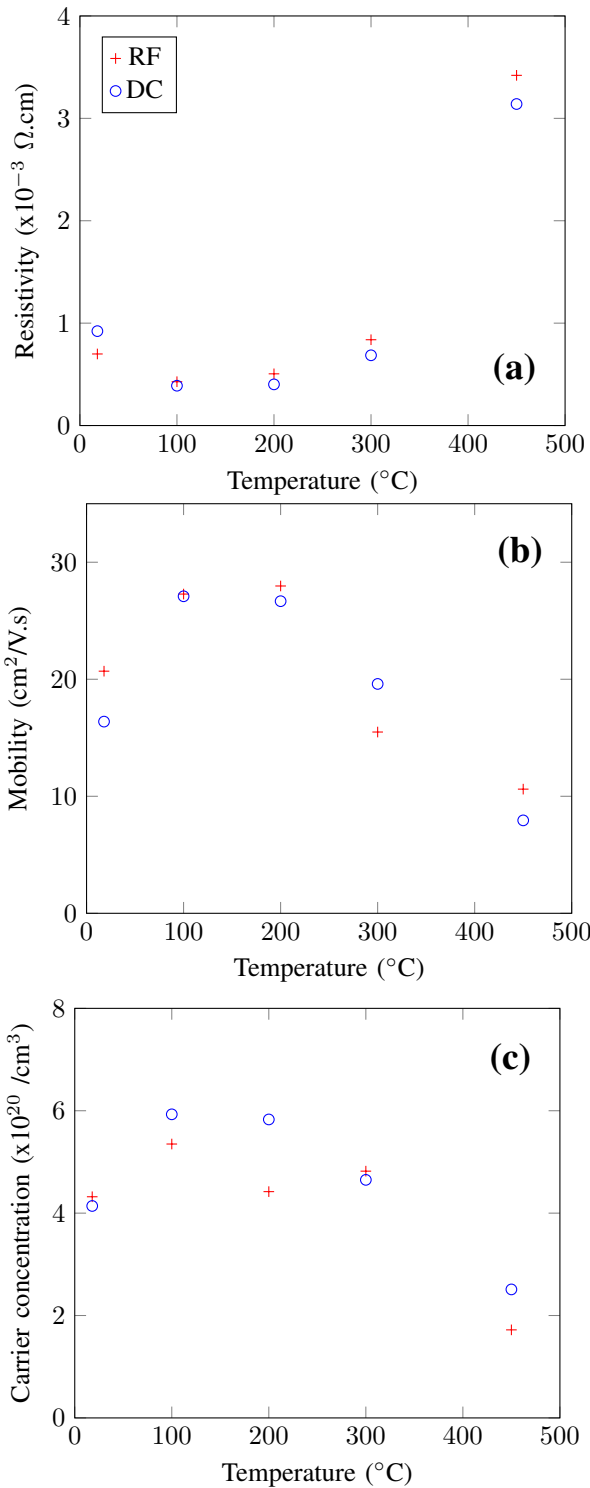 4
3
2
1
0
0 100 200 300 400 500
Resistivity (x10⁻³ Ω.cm)
Temperature (°C)
RF
DC
(a)
30
20
10
0
0 100 200 300 400 500
Mobility (cm²/V.s)
Temperature (°C)
(b)
8
6
4
2
0
0 100 200 300 400 500
Carrier concentration (x10²⁰ /cm³)
Temperature (°C)
(c)